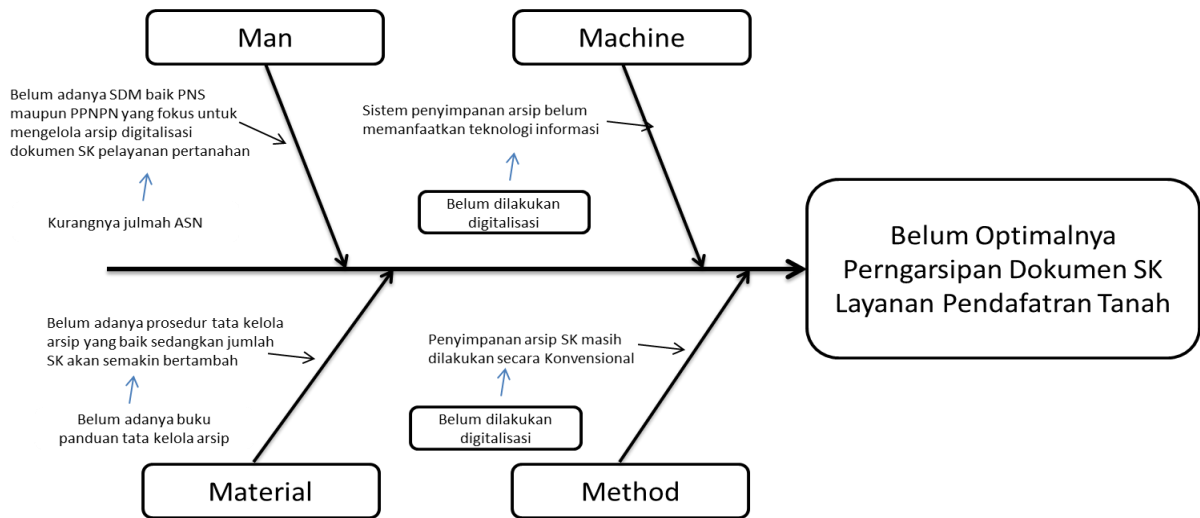 Man
Machine
Belum adanya SDM baik PNS
maupun PPNPN yang fokus untuk
mengelola arsip digitalisasi
dokumen SK pelayanan pertanahan
Kurangnya julmah ASN
Sistem penyimpanan arsip belum
memanfaatkan teknologi informasi
Belum dilakukan
digitalisasi
Belum Optimalnya
Perngarsipan Dokumen SK
Layanan Pendafatran Tanah
Belum adanya prosedur tata kelola
arsip yang baik sedangkan jumlah
SK akan semakin bertambah
Belum adanya buku
panduan tata kelola arsip
Penyimpanan arsip SK masih
dilakukan secara Konvensional
Belum dilakukan
digitalisasi
Material
Method